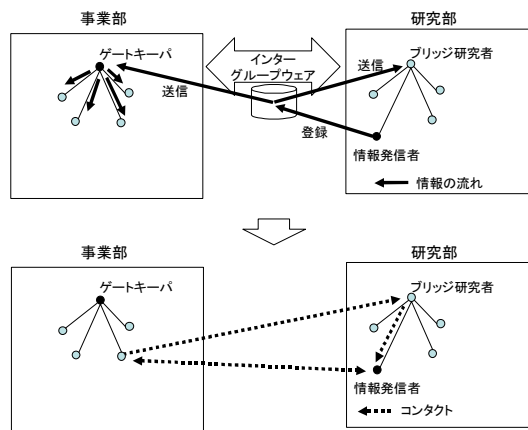 事業部
研究部
ゲートキーパ
インター
グループウェア
ブリッジ研究者
送信
送信
登録
情報発信者
情報の流れ
事業部
研究部
ゲートキーパ
ブリッジ研究者
情報発信者
コンタクト